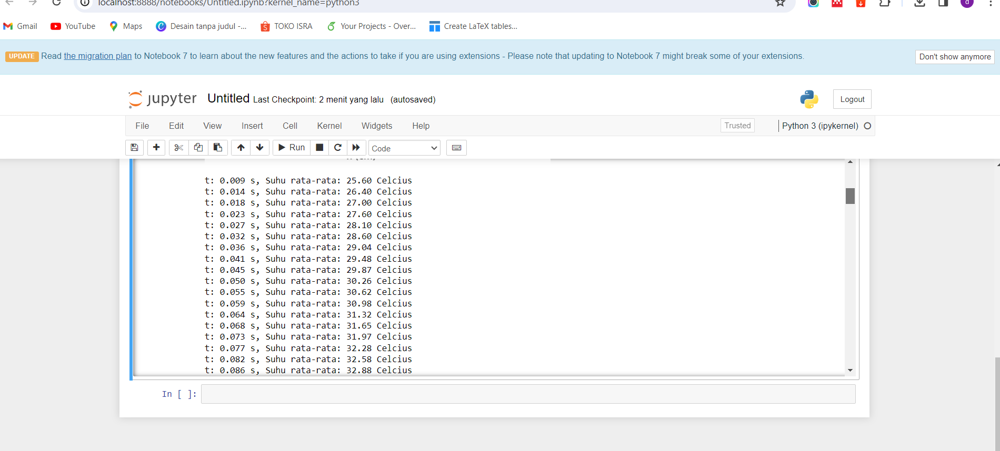 localhost:8888/notebooks/Untitled.ipynb?kernel_name=python3
d
Gmail YouTube Maps Desain tanpa judul -... TOKO ISRA Your Projects - Over... Create LaTeX tables...
UPDATE Read the migration plan to Notebook 7 to learn about the new features and the actions to take if you are using extensions - Please note that updating to Notebook 7 might break some of your extensions. Don't show anymore
jupyter Untitled Last Checkpoint: 2 menit yang lalu (autosaved) Logout
File Edit View Insert Cell Kernel Widgets Help Trusted Python 3 (ipykernel)
Run Code
t: 0.009 s, Suhu rata-rata: 25.60 Celcius
t: 0.014 s, Suhu rata-rata: 26.40 Celcius
t: 0.018 s, Suhu rata-rata: 27.00 Celcius
t: 0.023 s, Suhu rata-rata: 27.60 Celcius
t: 0.027 s, Suhu rata-rata: 28.10 Celcius
t: 0.032 s, Suhu rata-rata: 28.60 Celcius
t: 0.036 s, Suhu rata-rata: 29.04 Celcius
t: 0.041 s, Suhu rata-rata: 29.48 Celcius
t: 0.045 s, Suhu rata-rata: 29.87 Celcius
t: 0.050 s, Suhu rata-rata: 30.26 Celcius
t: 0.055 s, Suhu rata-rata: 30.62 Celcius
t: 0.059 s, Suhu rata-rata: 30.98 Celcius
t: 0.064 s, Suhu rata-rata: 31.32 Celcius
t: 0.068 s, Suhu rata-rata: 31.65 Celcius
t: 0.073 s, Suhu rata-rata: 31.97 Celcius
t: 0.077 s, Suhu rata-rata: 32.28 Celcius
t: 0.082 s, Suhu rata-rata: 32.58 Celcius
t: 0.086 s, Suhu rata-rata: 32.88 Celcius
In [ ]: